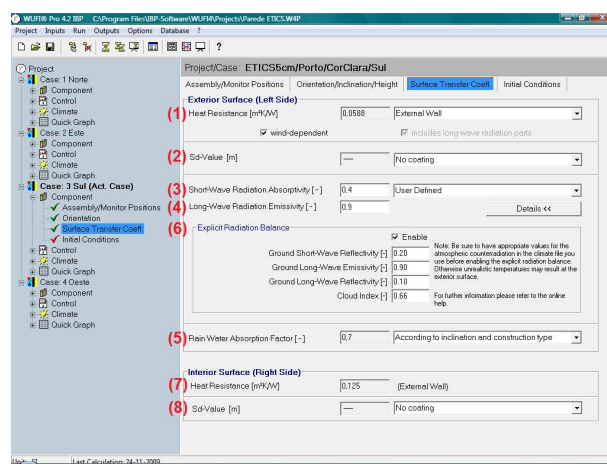 WUFI® Pro 4.2 IBP C:\Program Files\IBP-Software\WUFI4\Projects\Parede ETICS.W4P
Project Inputs Run Outputs Options Database ?
?
Project
Case: 1 Norte
Component
Control
Climate
Quick Graph
Case: 2 Este
Component
Control
Climate
Quick Graph
Case: 3 Sul (Act. Case)
Component
Assembly/Monitor Positions
Orientation
Surface Transfer Coeff.
Initial Conditions
Control
Climate
Quick Graph
Case: 4 Oeste
Component
Control
Climate
Quick Graph
Project/Case: ETICS5cm/Porto/CorClara/Sul
Assembly/Monitor Positions Orientation/Inclination/Height Surface Transfer Coeff. Initial Conditions
Exterior Surface (Left Side)
(1) Heat Resistance [m²K/W] 0,0588 External Wall
wind-dependent includes long-wave radiation parts
(2) Sd-Value [m] ---- No coating
(3) Short-Wave Radiation Absorptivity [-] 0,4 User Defined
(4) Long-Wave Radiation Emissivity [-] 0,9 Details <<
(6) Explicit Radiation Balance
Enable
Ground Short-Wave Reflectivity [-] 0.20
Ground Long-Wave Emissivity [-] 0.90
Ground Long-Wave Reflectivity [-] 0.10
Cloud Index [-] 0.66
Note: Be sure to have appropriate values for the
atmospheric counterradiation in the climate file you
use before enabling the explicit radiation balance.
Otherwise unrealistic temperatures may result at the
exterior surface.
For further information please refer to the online
help.
(5) Rain Water Absorption Factor [-] 0,7 According to inclination and construction type
Interior Surface (Right Side)
(7) Heat Resistance [m²K/W] 0,125 (External Wall)
(8) Sd-Value [m] ---- No coating
Unit: SI Last Calculation: 24-11-2009